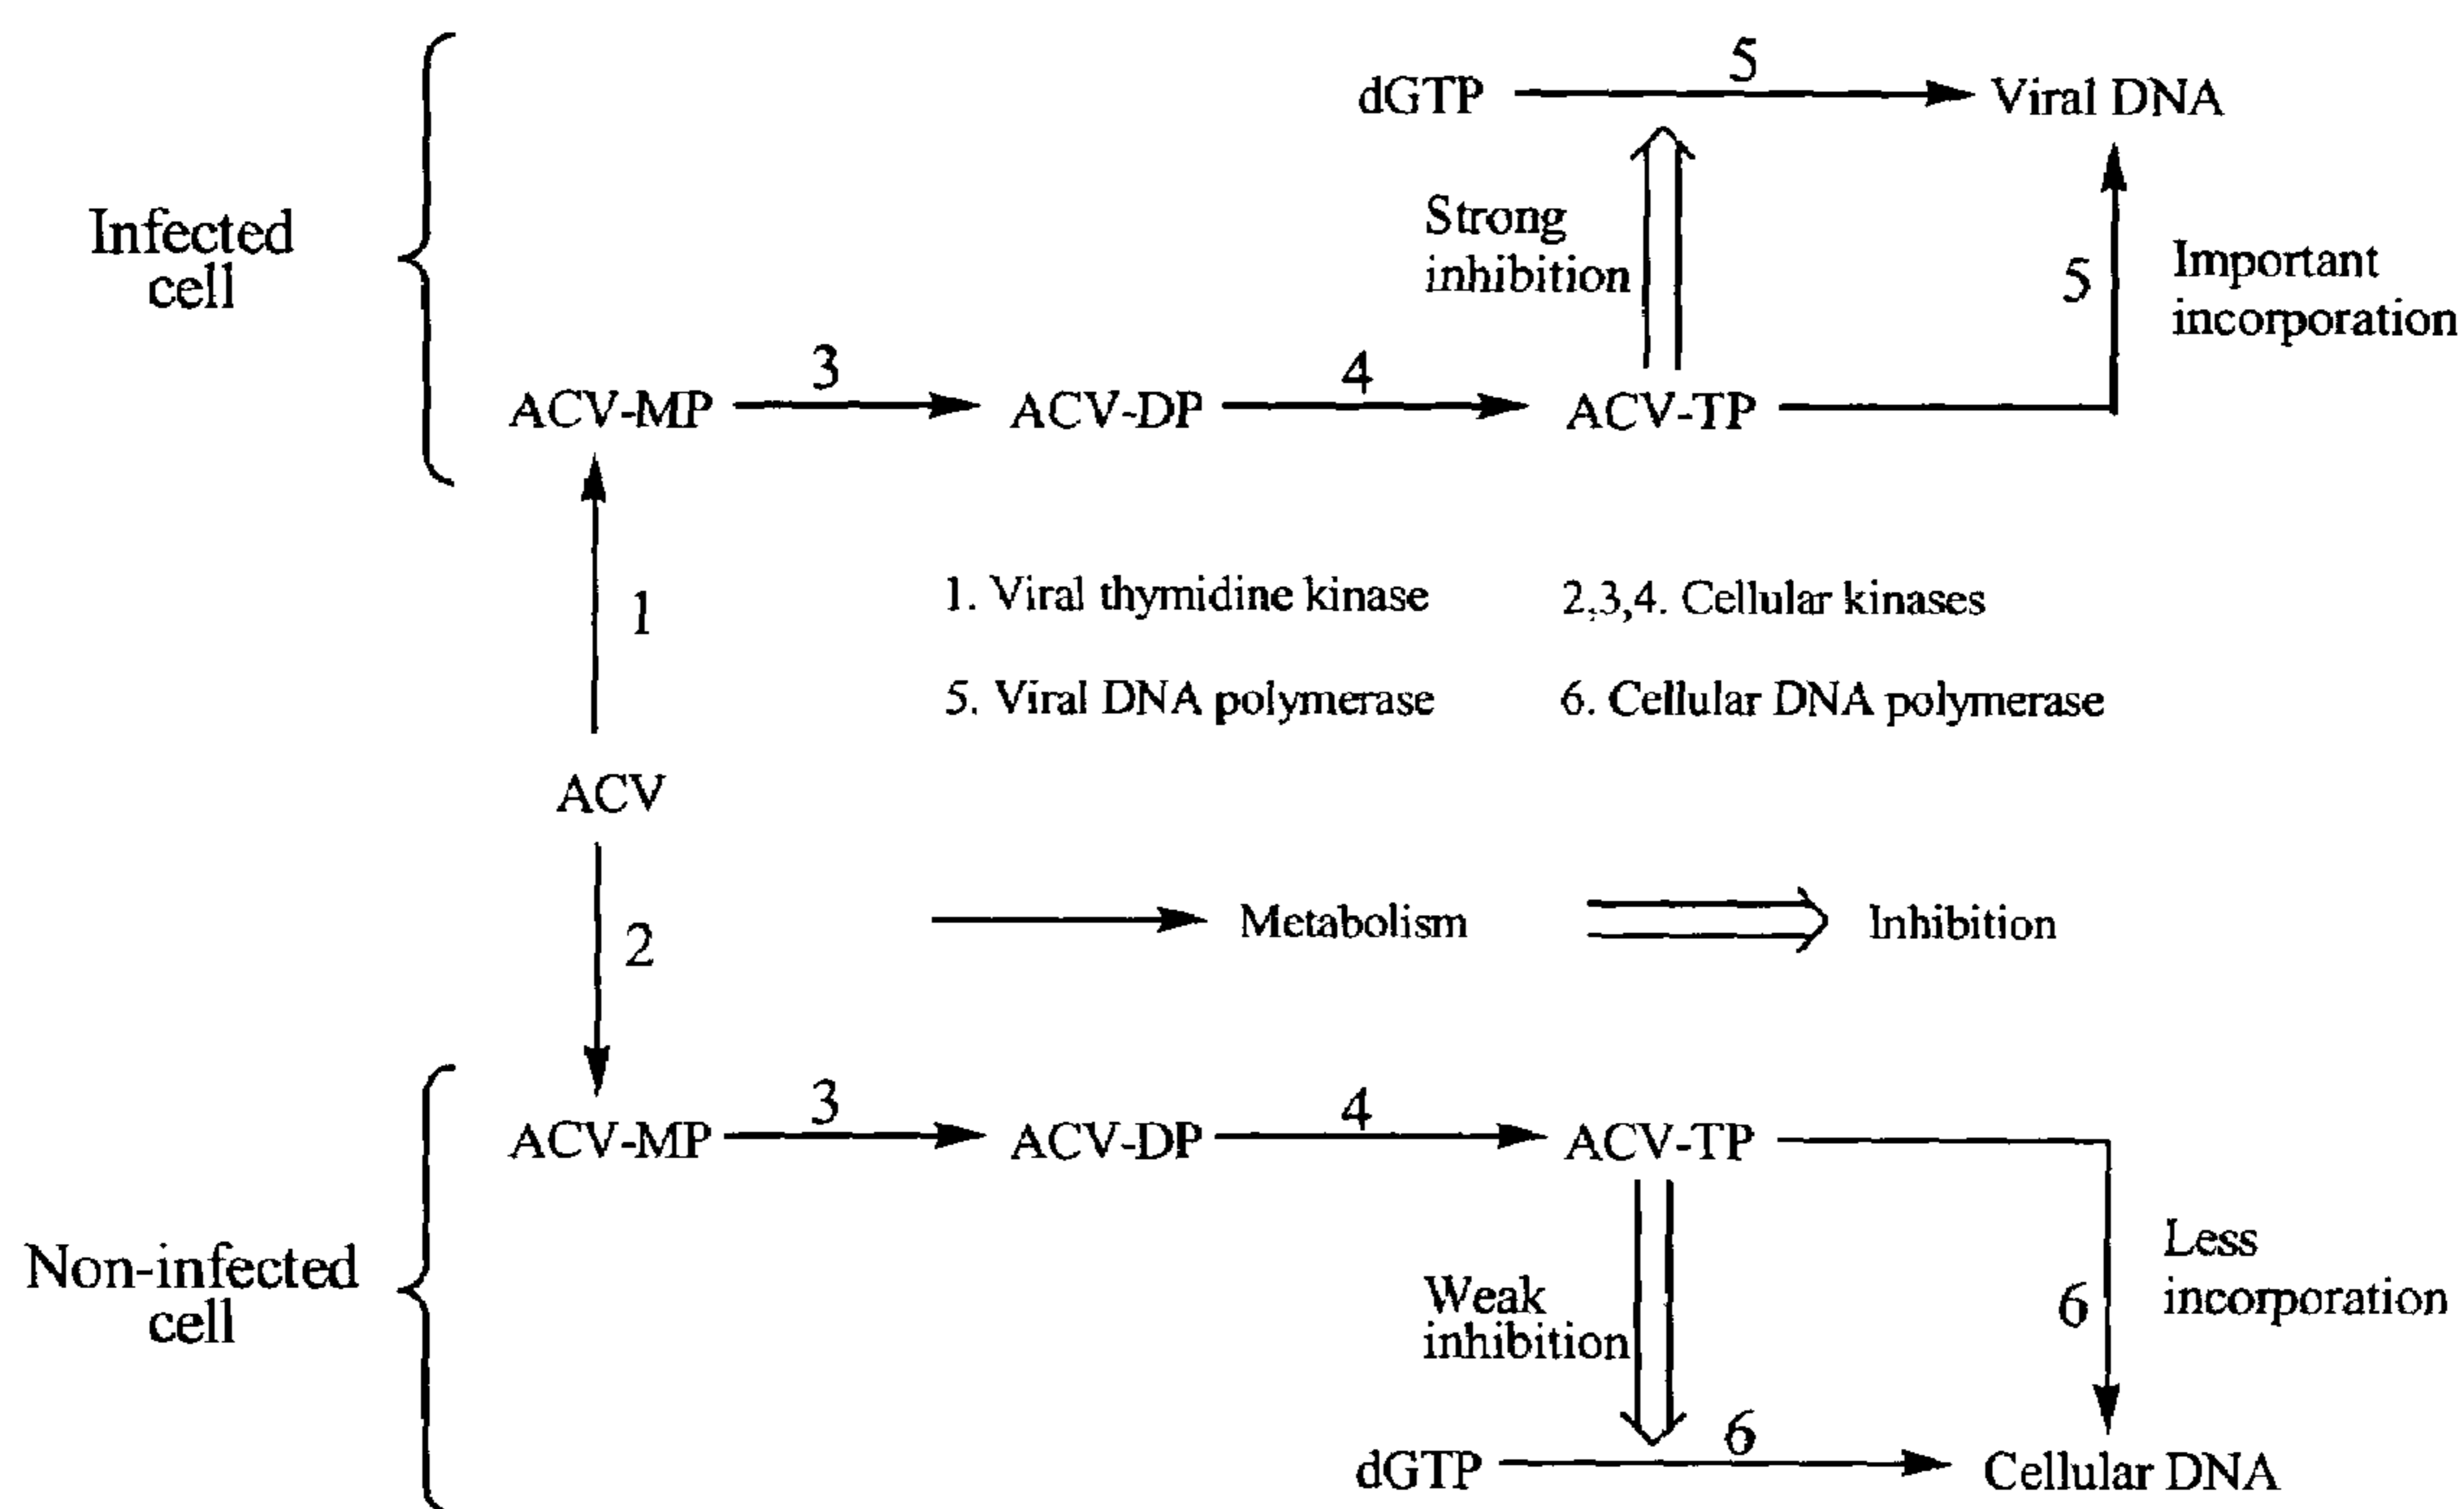 5
dGTP
Viral DNA
Strong
inhibition
5
Important
incorporation
Infected
cell
3
4
ACV-MP
ACV-DP
ACV-TP
1
1. Viral thymidine kinase
2,3,4. Cellular kinases
5. Viral DNA polymerase
6. Cellular DNA polymerase
ACV
2
Metabolism
Inhibition
3
4
ACV-MP
ACV-DP
ACV-TP
Non-infected
cell
Weak
inhibition
6
Less
incorporation
6
dGTP
Cellular DNA